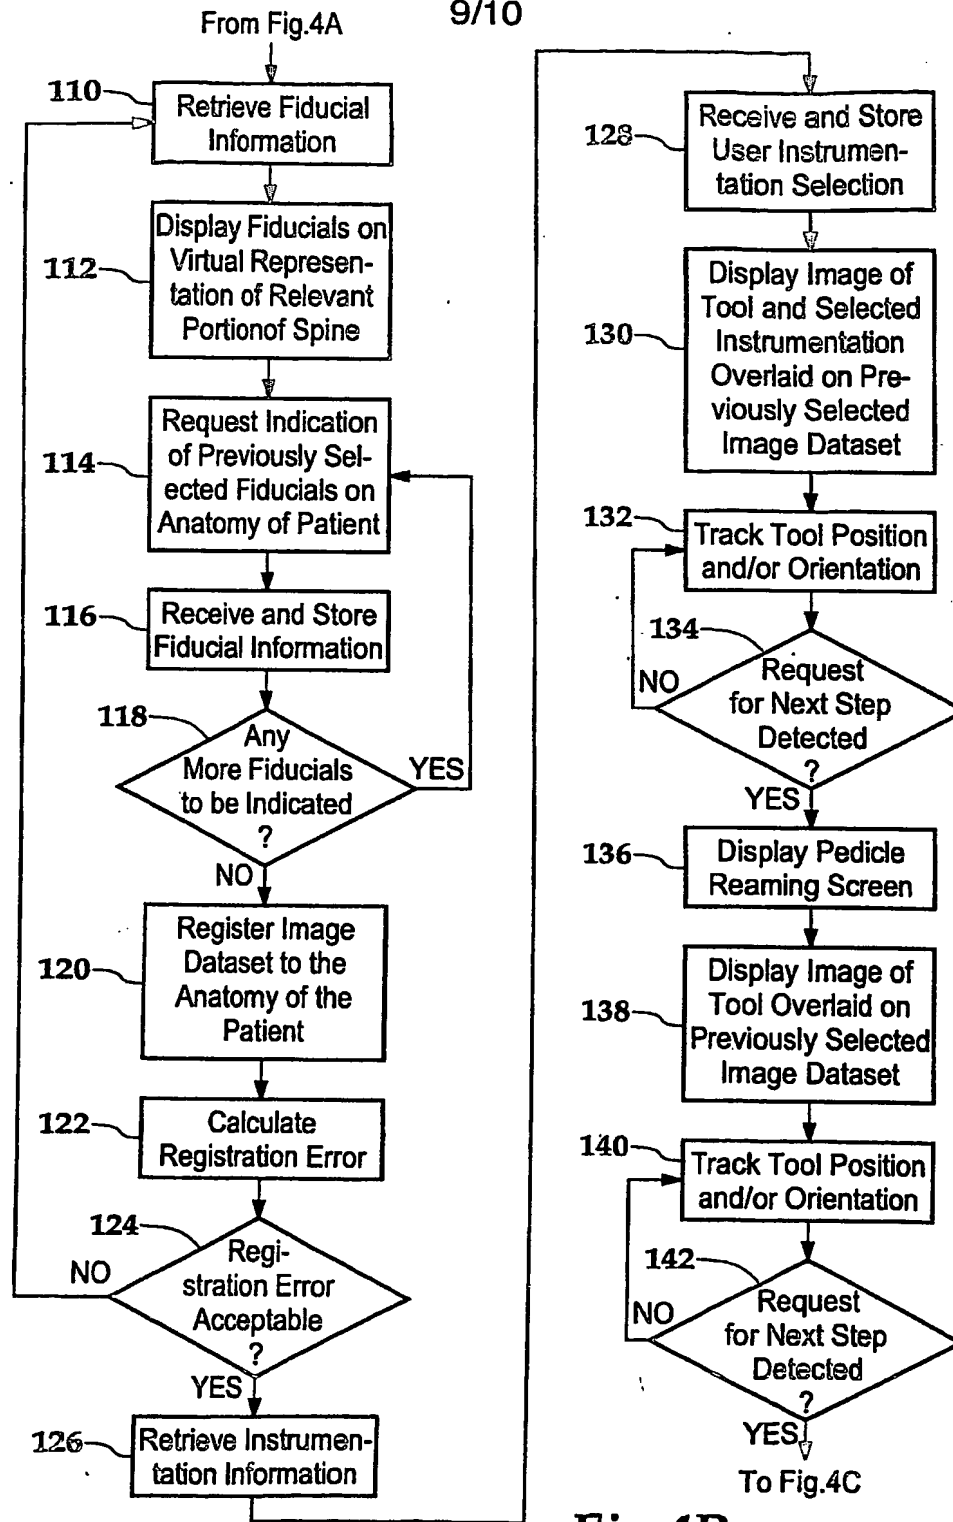 9/10
From Fig.4A
110
Retrieve Fiducial
Information
112
Display Fiducials on
Virtual Represen-
tation of Relevant
Portionof Spine
114
Request Indication
of Previously Sel-
ected Fiducials on
Anatomy of Patient
116
Receive and Store
Fiducial Information
118
Any
More Fiducials
to be Indicated
?
YES
NO
120
Register Image
Dataset to the
Anatomy of the
Patient
122
Calculate
Registration Error
124
Regi-
stration Error
Acceptable
?
NO
YES
126
Retrieve Instrumen-
tation Information
128
Receive and Store
User Instrumen-
tation Selection
130
Display Image of
Tool and Selected
Instrumentation
Overlaid on Pre-
viously Selected
Image Dataset
132
Track Tool Position
and/or Orientation
134
Request
for Next Step
Detected
?
NO
YES
136
Display Pedicle
Reaming Screen
138
Display Image of
Tool Overlaid on
Previously Selected
Image Dataset
140
Track Tool Position
and/or Orientation
142
Request
for Next Step
Detected
?
NO
YES
To Fig.4C